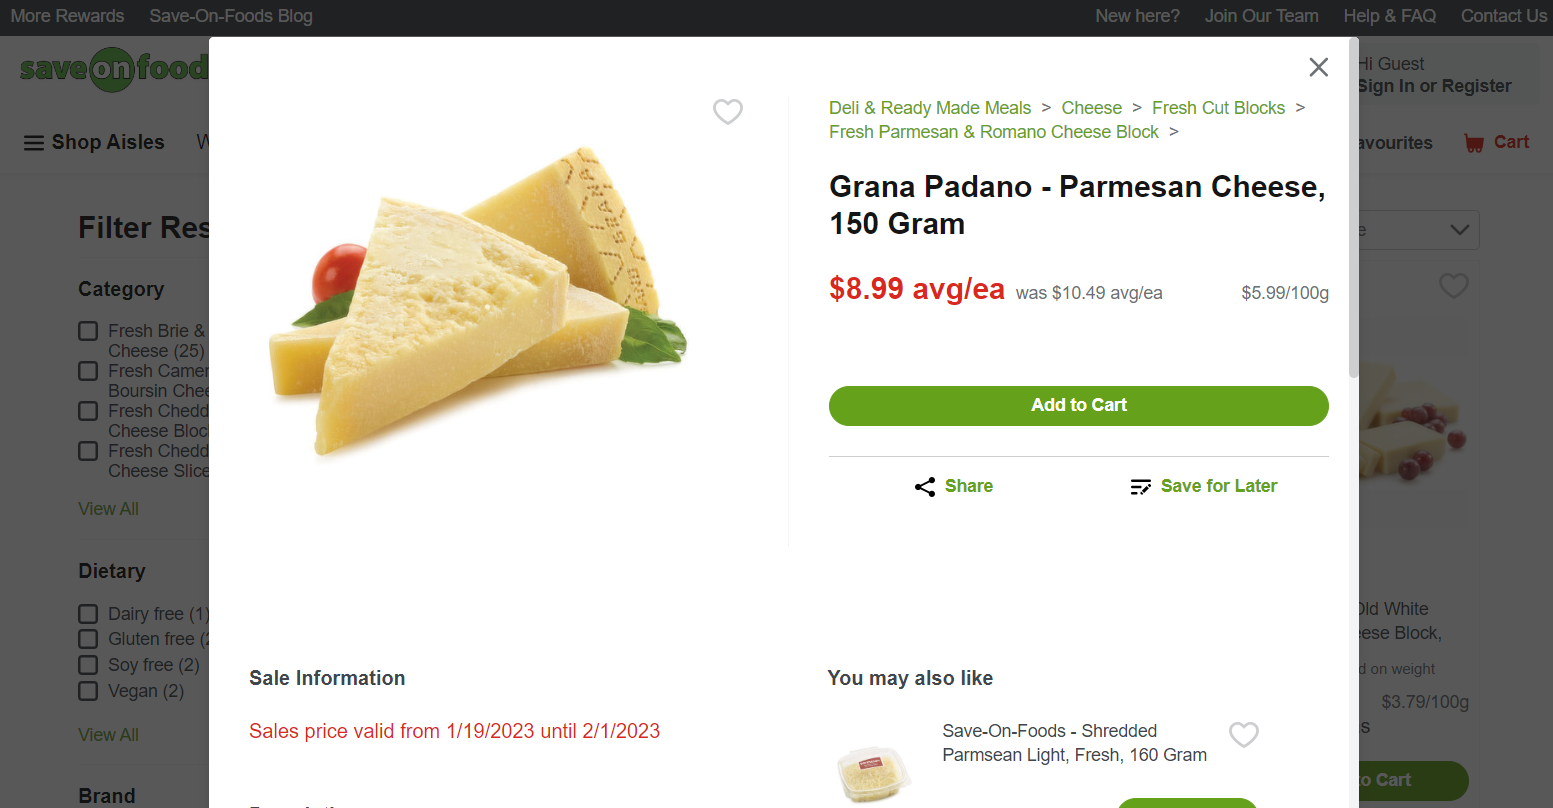 More Rewards
Save-On-Foods Blog
New here?
Join Our Team
Help & FAQ
Contact Us
save on food
Hi Guest
Sign In or Register
Shop Aisles
W
avourites
Cart
Filter Res
Category
Fresh Brie &
Cheese (25)
Fresh Camer
Boursin Chee
Fresh Chedd
Cheese Bloc
Fresh Chedd
Cheese Slice
View All
Dietary
Dairy free (1)
Gluten free (2
Soy free (2)
Vegan (2)
View All
Brand
Deli & Ready Made Meals > Cheese > Fresh Cut Blocks >
Fresh Parmesan & Romano Cheese Block >
Grana Padano - Parmesan Cheese,
150 Gram
$8.99 avg/ea was $10.49 avg/ea $5.99/100g
Add to Cart
Share
Save for Later
Sale Information
Sales price valid from 1/19/2023 until 2/1/2023
You may also like
Save-On-Foods - Shredded
Parmsean Light, Fresh, 160 Gram
e
Old White
eese Block,
d on weight
$3.79/100g
s
to Cart